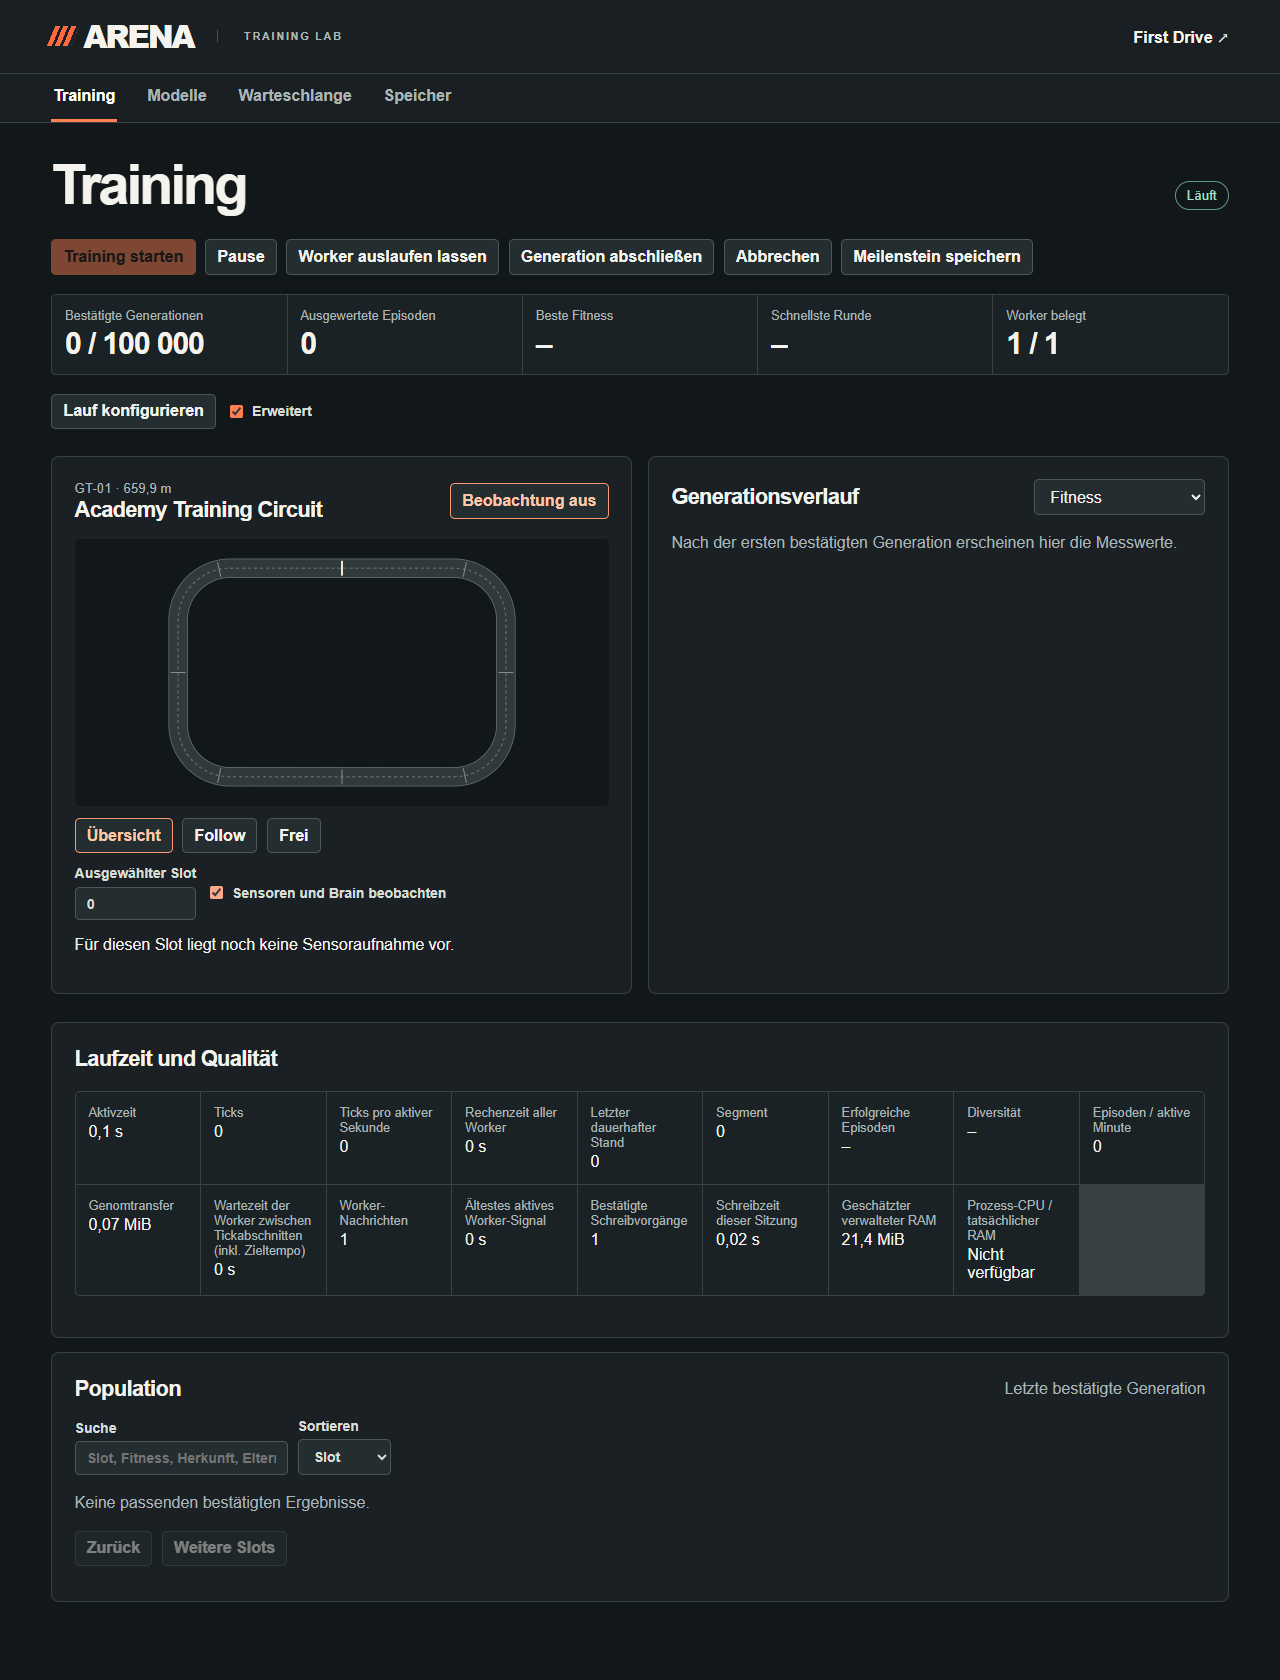 ARENA
TRAINING LAB
First Drive ↗
Training
Modelle
Warteschlange
Speicher
Training
Läuft
Training starten
Pause
Worker auslaufen lassen
Generation abschließen
Abbrechen
Meilenstein speichern
Bestätigte Generationen
0 / 100 000
Ausgewertete Episoden
0
Beste Fitness
–
Schnellste Runde
–
Worker belegt
1 / 1
Lauf konfigurieren
Erweitert
GT-01 · 659,9 m
Academy Training Circuit
Beobachtung aus
Übersicht
Follow
Frei
Ausgewählter Slot
0
Sensoren und Brain beobachten
Für diesen Slot liegt noch keine Sensoraufnahme vor.
Generationsverlauf
Fitness
Nach der ersten bestätigten Generation erscheinen hier die Messwerte.
Laufzeit und Qualität
Aktivzeit
0,1 s
Ticks
0
Ticks pro aktiver
Sekunde
0
Rechenzeit aller
Worker
0 s
Letzter
dauerhafter
Stand
0
Segment
0
Erfolgreiche
Episoden
–
Diversität
–
Episoden / aktive
Minute
0
Genomtransfer
0,07 MiB
Wartezeit der
Worker zwischen
Tickabschnitten
(inkl. Zieltempo)
0 s
Worker-
Nachrichten
1
Ältestes aktives
Worker-Signal
0 s
Bestätigte
Schreibvorgänge
1
Schreibzeit
dieser Sitzung
0,02 s
Geschätzter
verwalteter RAM
21,4 MiB
Prozess-CPU /
tatsächlicher
RAM
Nicht
verfügbar
Population
Letzte bestätigte Generation
Suche
Slot, Fitness, Herkunft, Eltern
Sortieren
Slot
Keine passenden bestätigten Ergebnisse.
Zurück
Weitere Slots